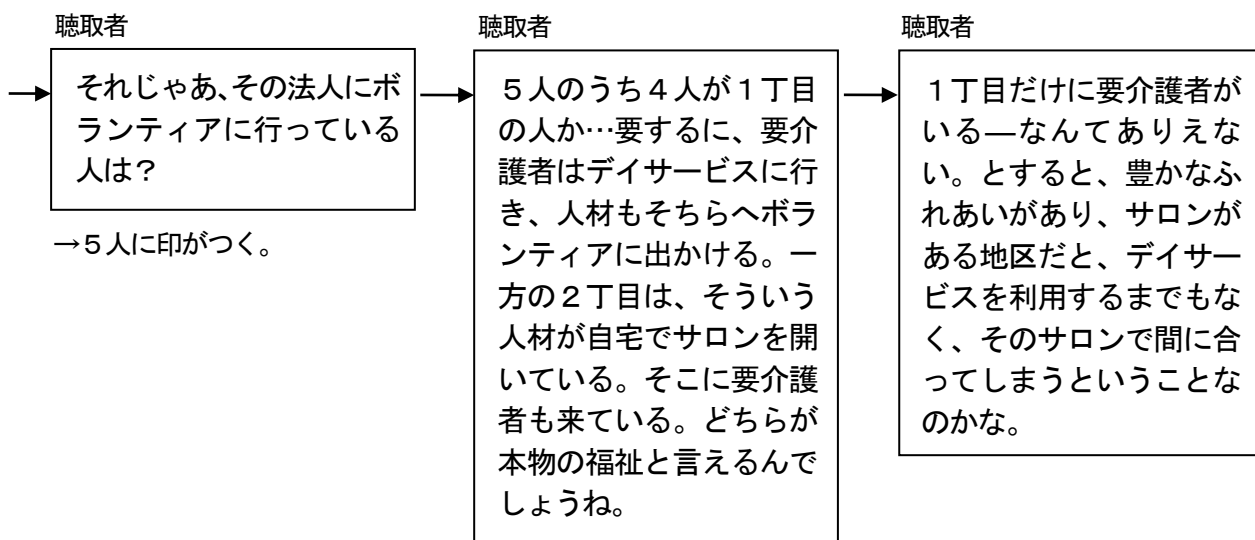 聴取者
それじゃあ、その法人にボ
ランティアに行っている
人は？
→５人に印がつく。
聴取者
５人のうち４人が１丁目
の人か…要するに、要介
護者はデイサービスに行
き、人材もそちらへボラ
ンティアに出かける。一
方の２丁目は、そういう
人材が自宅でサロンを開
いている。そこに要介護
者も来ている。どちらが
本物の福祉と言えるんで
しょうね。
聴取者
１丁目だけに要介護者が
いる―なんてありえな
い。とすると、豊かなふ
れあいがあり、サロンが
ある地区だと、デイサー
ビスを利用するまでもな
く、そのサロンで間に合
ってしまうということな
のかな。